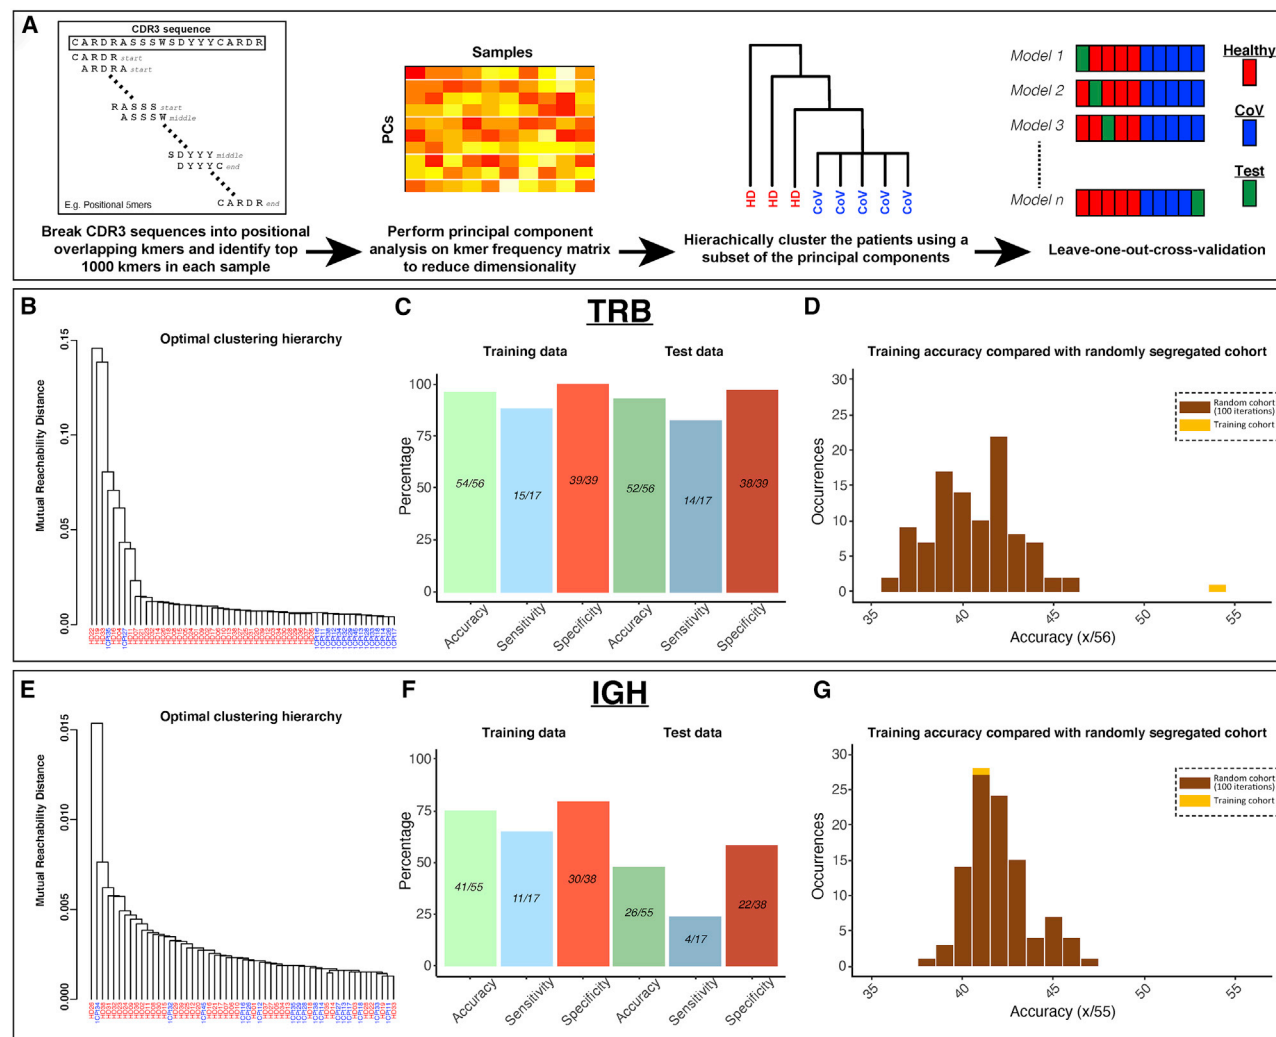 A
CDR3 sequence
CARDRASSSWSDYYYCARDR
CARDR start
ARDRA start
RASSS start
ASSSW middle
SDYYY middle
DYYYC end
CARDR end
E.g. Positional 5mers
Break CDR3 sequences into positional
overlapping kmers and identify top
1000 kmers in each sample
Samples
PCs
Perform principal component
analysis on kmer frequency matrix
to reduce dimensionality
HD HD HD CoV CoV CoV CoV CoV
Hierachically cluster the patients using a
subset of the principal components
Model 1
Model 2
Model 3
Model n
Healthy
CoV
Test
Leave-one-out-cross-validation
B
Optimal clustering hierarchy
Mutual Reachability Distance
0.15
0.10
0.05
0.00
C
TRB
Training data
Test data
Percentage
100
75
50
25
0
54/56
15/17
39/39
52/56
14/17
38/39
Accuracy
Sensitivity
Specificity
Accuracy
Sensitivity
Specificity
D
Training accuracy compared with randomly segregated cohort
Occurrences
30
25
20
15
10
5
0
35
40
45
50
55
Accuracy (x/56)
Random cohort
(100 iterations)
Training cohort
E
Optimal clustering hierarchy
Mutual Reachability Distance
0.015
0.010
0.005
0.000
F
IGH
Training data
Test data
Percentage
100
75
50
25
0
41/55
11/17
30/38
26/55
4/17
22/38
Accuracy
Sensitivity
Specificity
Accuracy
Sensitivity
Specificity
G
Training accuracy compared with randomly segregated cohort
Occurrences
30
25
20
15
10
5
0
35
40
45
50
55
Accuracy (x/55)
Random cohort
(100 iterations)
Training cohort